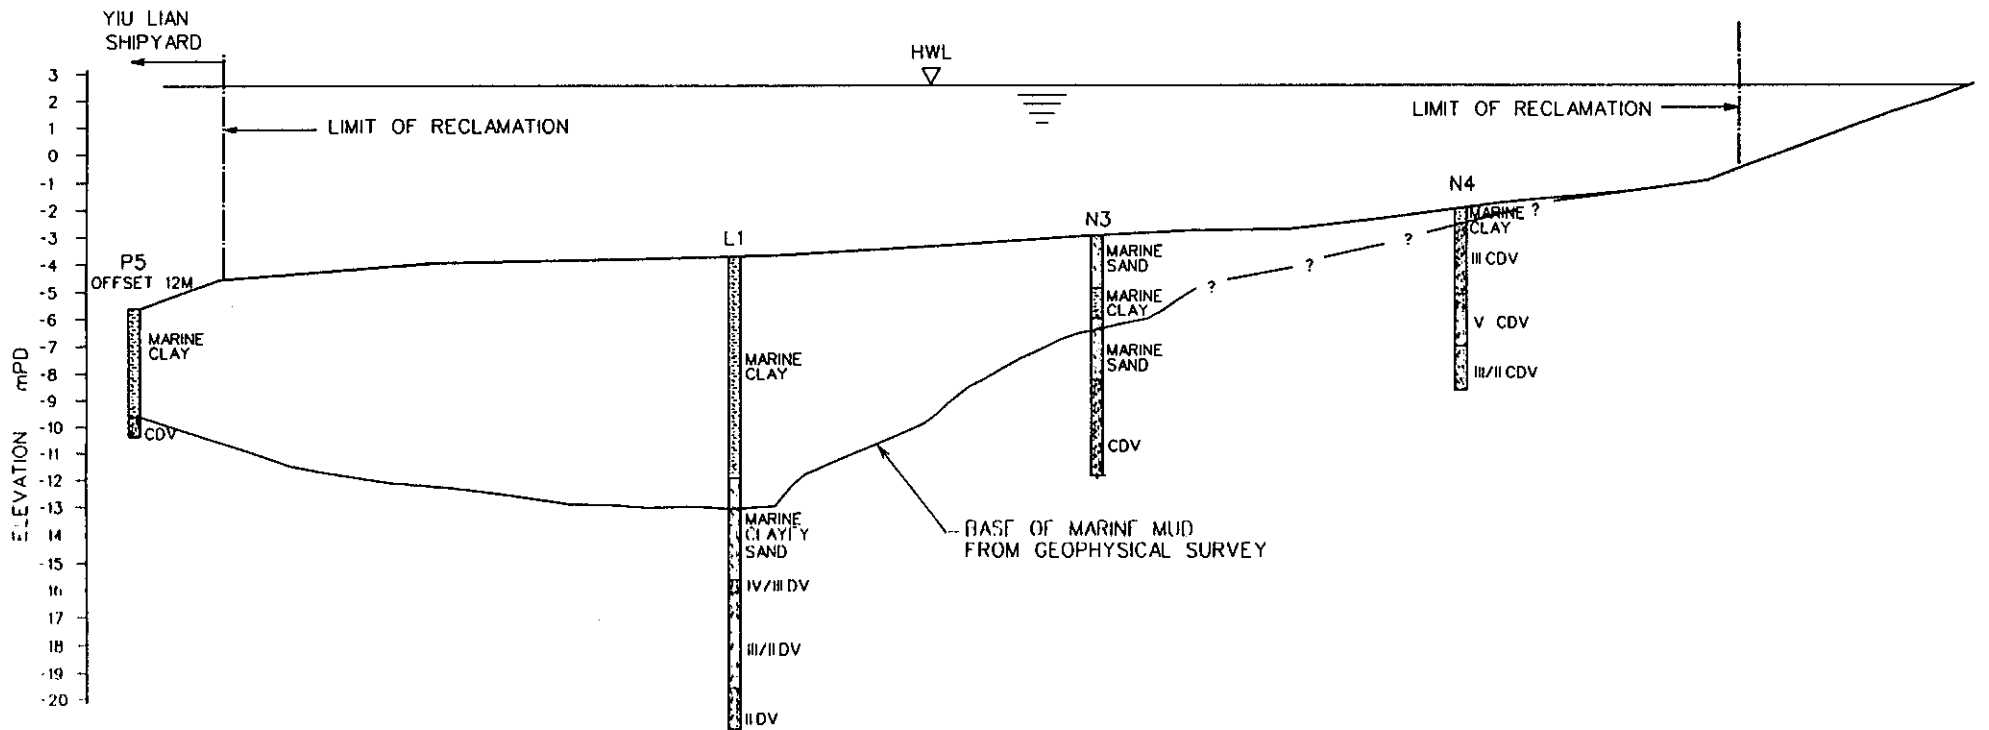 YIU LIAN
SHIPYARD
HWL
LIMIT OF RECLAMATION
LIMIT OF RECLAMATION
3
2
1
0
-1
-2
-3
-4
-5
-6
-7
-8
-9
-10
-11
-12
-13
14
-15
16
17
18
-19
-20
ELEVATION mPD
P5
OFFSET 12M
MARINE
CLAY
CDV
L1
MARINE
CLAY
MARINE
CLAYEY
SAND
IV/III DV
III/II DV
II DV
N3
MARINE
SAND
MARINE
CLAY
MARINE
SAND
CDV
N4
MARINE
CLAY
III CDV
V CDV
III/II CDV
? ? ? ?
BASE OF MARINE MUD
FROM GEOPHYSICAL SURVEY